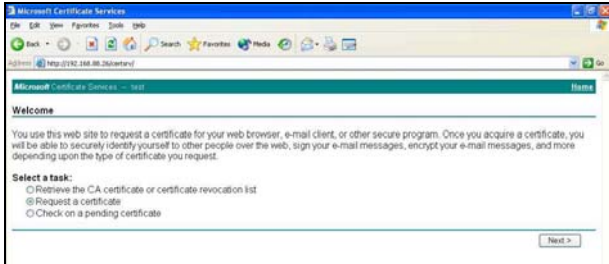 Microsoft Certificate Services
File Edit View Favorites Tools Help
Back Search Favorites Media
Address http://192.168.88.26/certsrv/ Go
Microsoft Certificate Services -- test Home
Welcome
You use this web site to request a certificate for your web browser, e-mail client, or other secure program. Once you acquire a certificate, you
will be able to securely identify yourself to other people over the web, sign your e-mail messages, encrypt your e-mail messages, and more
depending upon the type of certificate you request.
Select a task:
Retrieve the CA certificate or certificate revocation list
Request a certificate
Check on a pending certificate
Next >